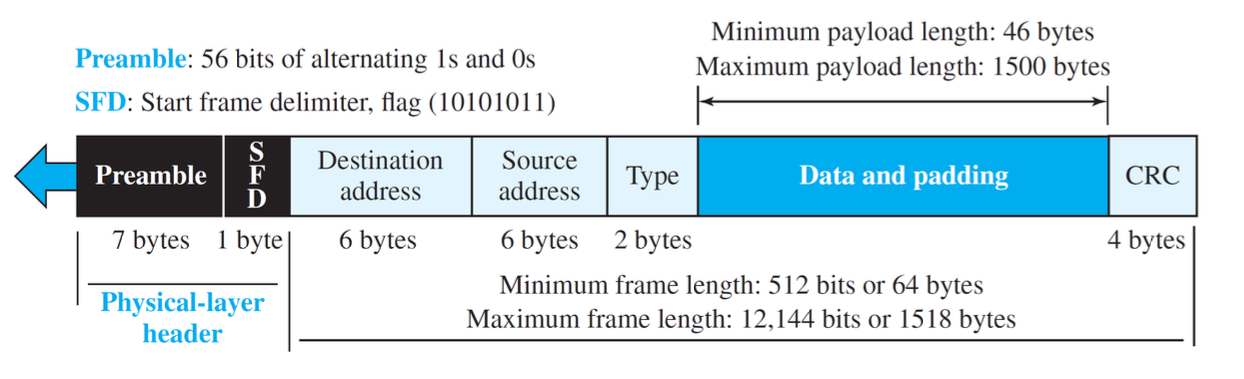 Minimum payload length: 46 bytes
Maximum payload length: 1500 bytes
Preamble: 56 bits of alternating 1s and 0s
SFD: Start frame delimiter, flag (10101011)
Preamble
S
F
D
Destination
address
Source
address
Type
Data and padding
CRC
7 bytes
1 byte
6 bytes
6 bytes
2 bytes
4 bytes
Physical-layer
header
Minimum frame length: 512 bits or 64 bytes
Maximum frame length: 12,144 bits or 1518 bytes